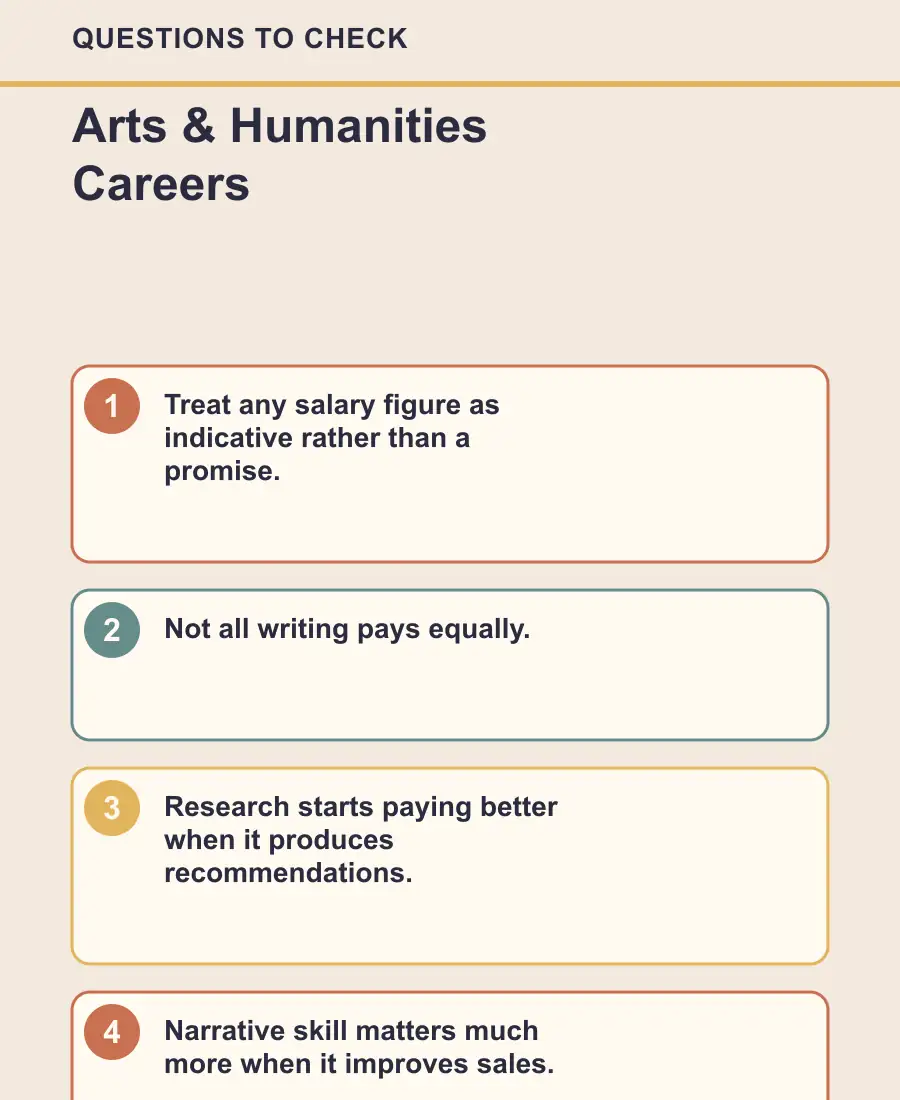 QUESTIONS TO CHECK
Arts & Humanities
Careers
1
Treat any salary figure as
indicative rather than a
promise.
2
Not all writing pays equally.
3
Research starts paying better
when it produces
recommendations.
4
Narrative skill matters much
more when it improves sales.